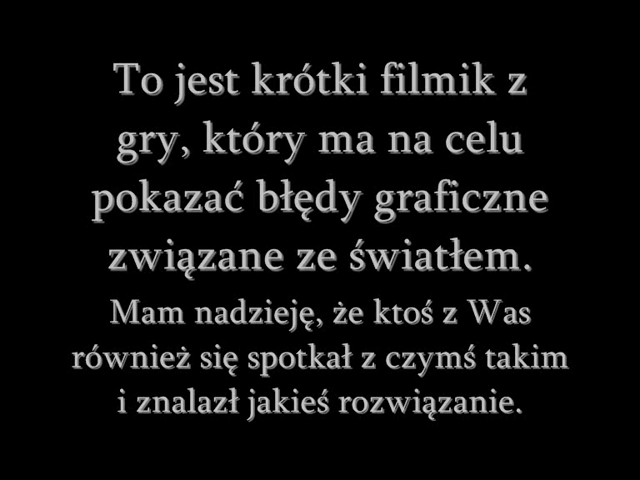 To jest krótki filmik z
gry, który ma na celu
pokazać błędy graficzne
związane ze światłem.
Mam nadzieję, że ktoś z Was
również się spotkał z czymś takim
i znalazł jakieś rozwiązanie.